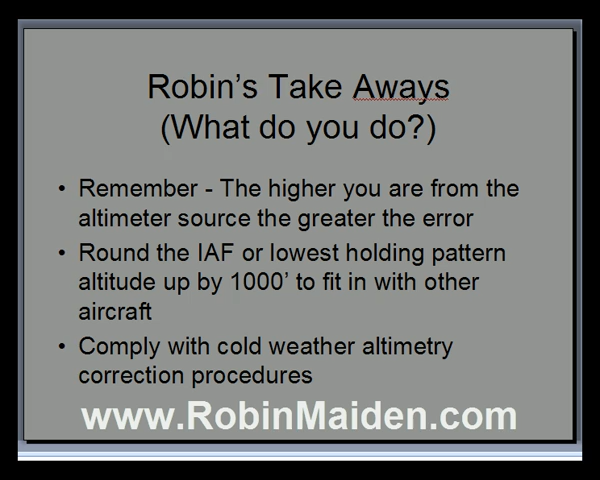 Robin's Take Aways
(What do you do?)
• Remember - The higher you are from the
altimeter source the greater the error
• Round the IAF or lowest holding pattern
altitude up by 1000' to fit in with other
aircraft
• Comply with cold weather altimetry
correction procedures
www.RobinMaiden.com